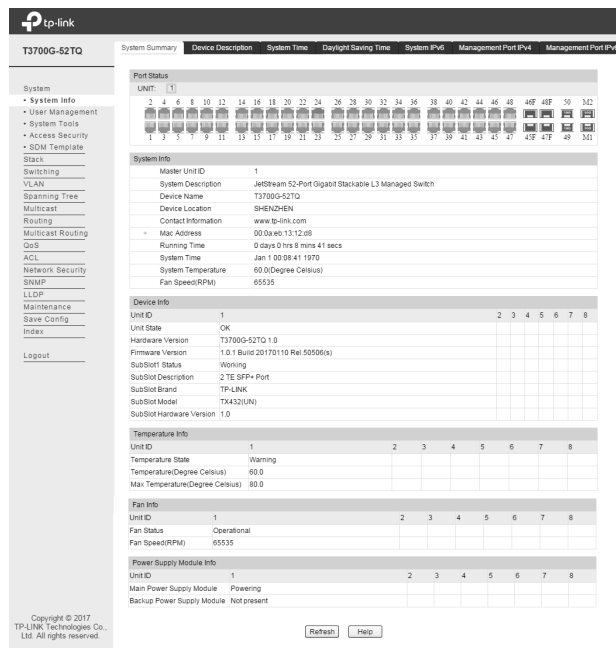 tp-link
T3700G-52TQ
System Summary Device Description System Time Daylight Saving Time System IPv6 Management Port IPv4 Management Port IPv6
System
• System Info
• User Management
• System Tools
• Access Security
• SDM Template
Stack
Switching
VLAN
Spanning Tree
Multicast
Routing
Multicast Routing
QoS
ACL
Network Security
SNMP
LLDP
Maintenance
Save Config
Index
Logout
Copyright © 2017
TP-LINK Technologies Co.,
Ltd. All rights reserved.
Port Status
UNIT: 1
2 4 6 8 10 12 14 16 18 20 22 24 26 28 30 32 34 36 38 40 42 44 46 48 46F 48F 50 M2
1 3 5 7 9 11 13 15 17 19 21 23 25 27 29 31 33 35 37 39 41 43 45 47 45F 47F 49 M1
System Info
Master Unit ID 1
System Description JetStream 52-Port Gigabit Stackable L3 Managed Switch
Device Name T3700G-52TQ
Device Location SHENZHEN
Contact Information www.tp-link.com
+ Mac Address 00:0a:eb:13:12:d8
Running Time 0 days 0 hrs 8 mins 41 secs
System Time Jan 1 00:08:41 1970
System Temperature 60.0(Degree Celsius)
Fan Speed(RPM) 65535
Device Info
Unit ID 1 2 3 4 5 6 7 8
Unit State OK
Hardware Version T3700G-52TQ 1.0
Firmware Version 1.0.1 Build 20170110 Rel.50506(s)
SubSlot1 Status Working
SubSlot Description 2 TE SFP+ Port
SubSlot Brand TP-LINK
SubSlot Model TX432(UN)
SubSlot Hardware Version 1.0
Temperature Info
Unit ID 1 2 3 4 5 6 7 8
Temperature State Warning
Temperature(Degree Celsius) 60.0
Max Temperature(Degree Celsius) 80.0
Fan Info
Unit ID 1 2 3 4 5 6 7 8
Fan Status Operational
Fan Speed(RPM) 65535
Power Supply Module Info
Unit ID 1 2 3 4 5 6 7 8
Main Power Supply Module Powering
Backup Power Supply Module Not present
Refresh Help